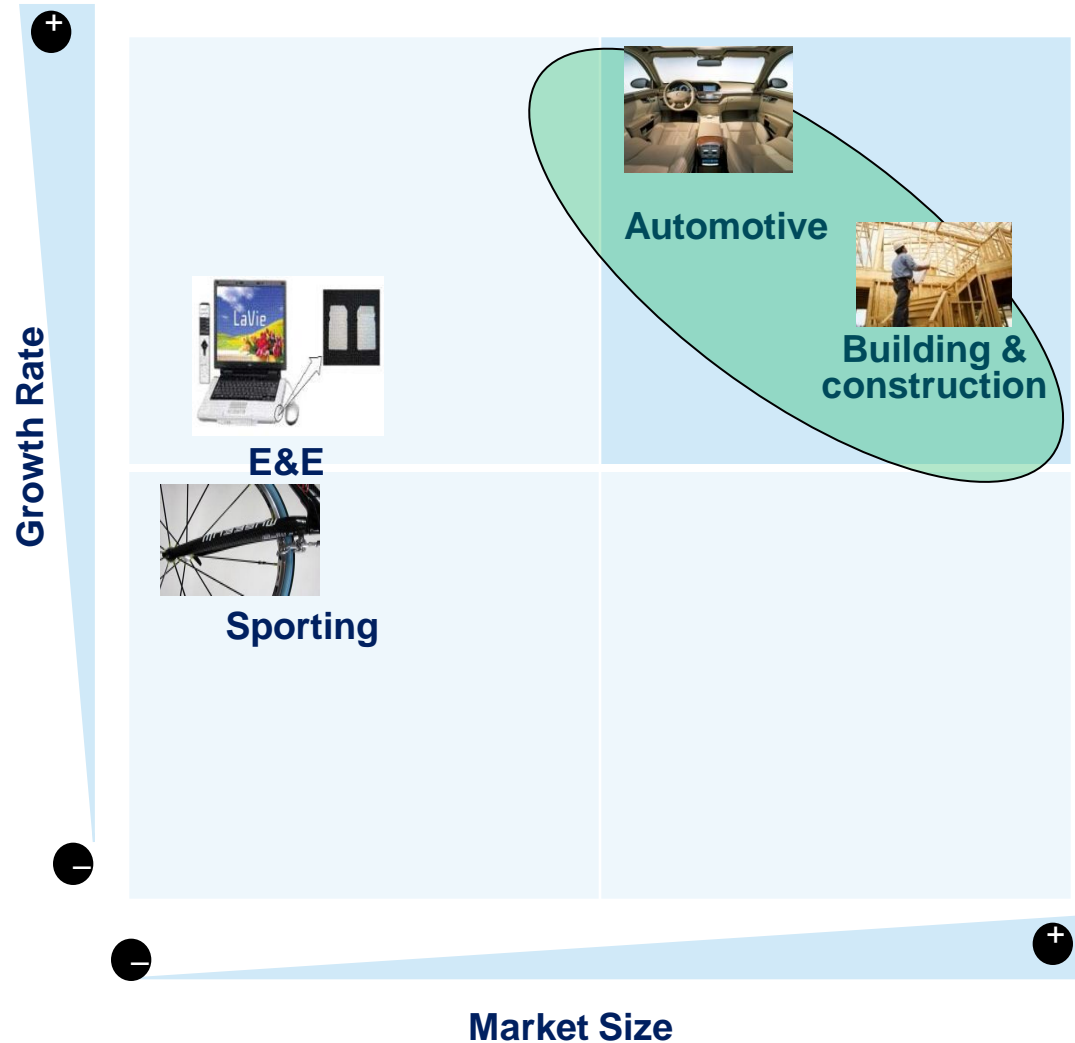 +
Automotive
Building &
construction
LaVie
E&E
Sporting
Growth Rate
–
–
+
Market Size